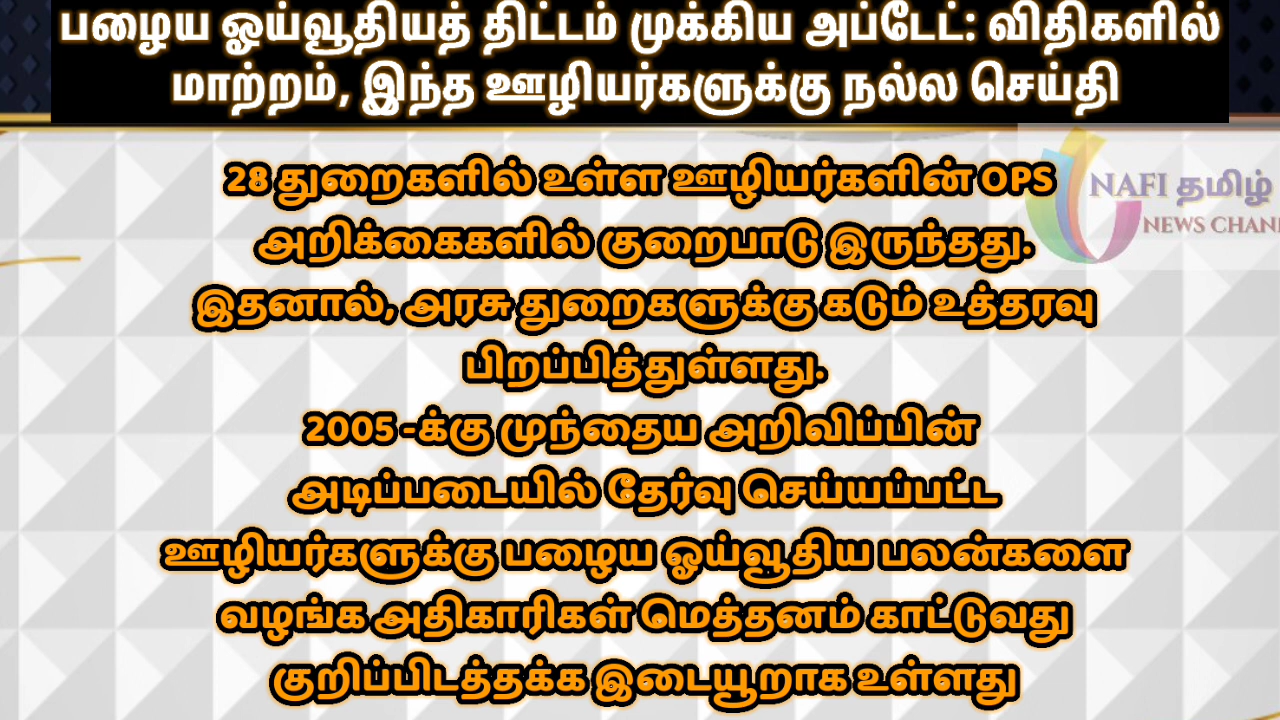 பழைய ஓய்வூதியத் திட்டம் முக்கிய அப்டேட்: விதிகளில்
மாற்றம், இந்த ஊழியர்களுக்கு நல்ல செய்தி
28 துறைகளில் உள்ள ஊழியர்களின் OPS
அறிக்கைகளில் குறைபாடு இருந்தது.
இதனால், அரசு துறைகளுக்கு கடும் உத்தரவு
பிறப்பித்துள்ளது.
2005 -க்கு முந்தைய அறிவிப்பின்
அடிப்படையில் தேர்வு செய்யப்பட்ட
ஊழியர்களுக்கு பழைய ஓய்வூதிய பலன்களை
வழங்க அதிகாரிகள் மெத்தனம் காட்டுவது
குறிப்பிடத்தக்க இடையூறாக உள்ளது
NAFI தமிழ்
NEWS CHAN